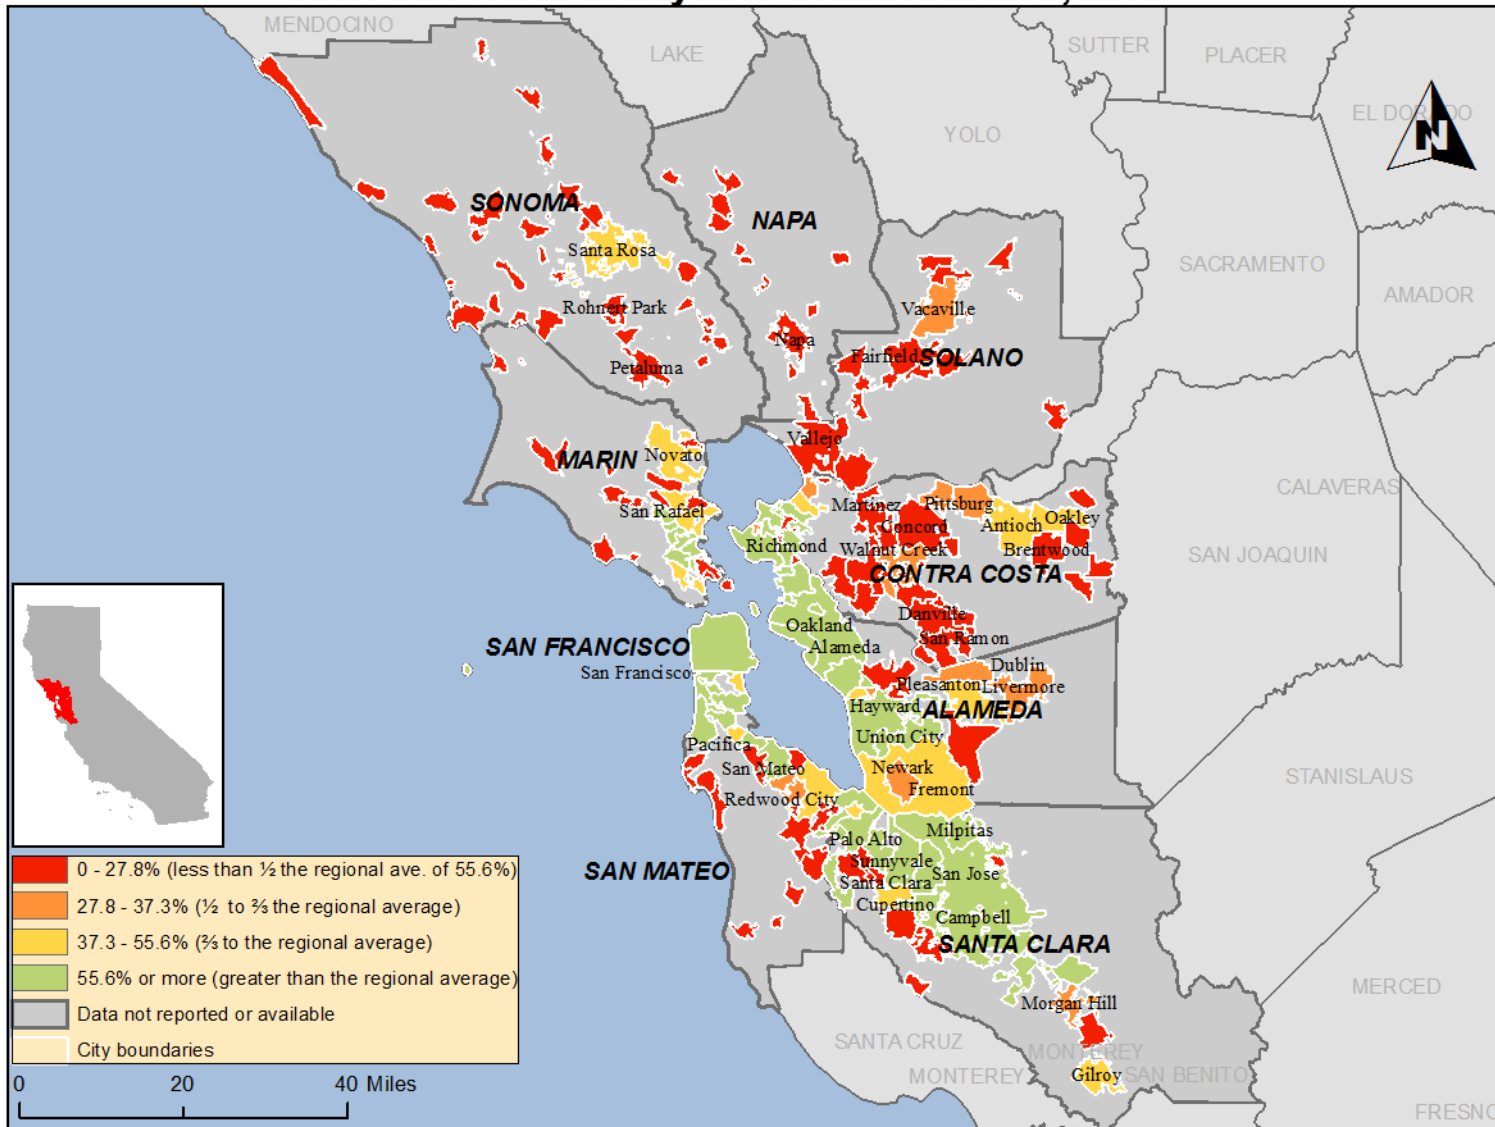 MENDOCINO
LAKE
SUTTER
PLACER
EL DORADO
YOLO
N
SONOMA
NAPA
Santa Rosa
SACRAMENTO
AMADOR
Rohnert Park
Vacaville
Napa
Fairfield
SOLANO
Petaluma
Vallejo
MARIN
Novato
CALAVERAS
San Rafael
Martinez
Pittsburg
Concord
Antioch
Oakley
Richmond
Walnut Creek
Brentwood
SAN JOAQUIN
CONTRA COSTA
Oakland
Danville
SAN FRANCISCO
Alameda
San Ramon
San Francisco
Dublin
Pleasanton
Livermore
Hayward
ALAMEDA
Union City
Pacifica
San Mateo
Newark
Fremont
STANISLAUS
Redwood City
Milpitas
Palo Alto
SAN MATEO
Sunnyvale
San Jose
Santa Clara
Cupertino
Campbell
SANTA CLARA
MERCED
Morgan Hill
SANTA CRUZ
MONTEREY
MONTEREY
Gilroy
SAN BENITO
FRESNO
0 - 27.8% (less than ½ the regional ave. of 55.6%)
27.8 - 37.3% (½ to ⅔ the regional average)
37.3 - 55.6% (⅔ to the regional average)
55.6% or more (greater than the regional average)
Data not reported or available
City boundaries
0 20 40 Miles